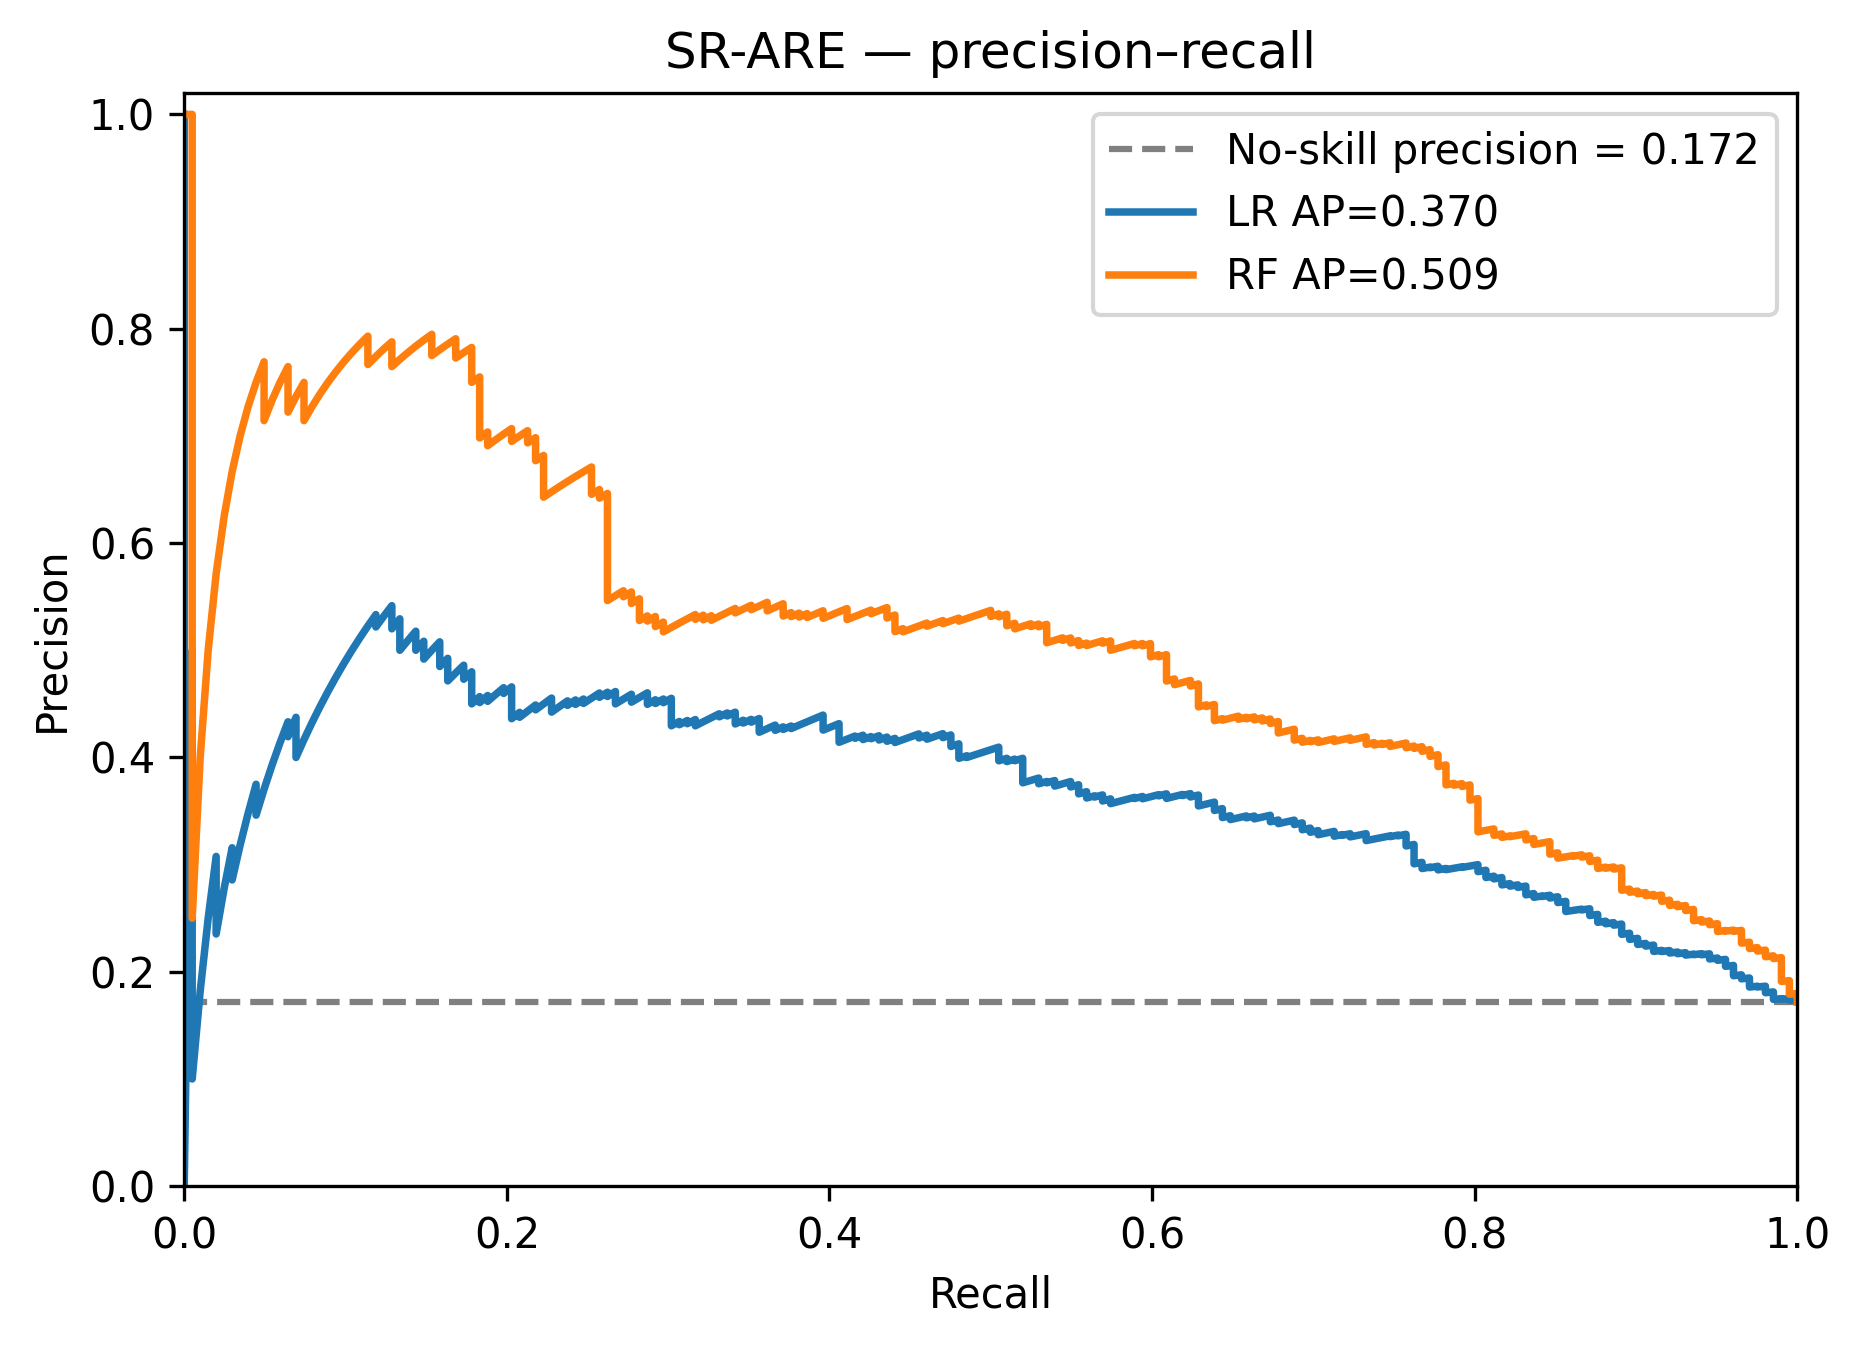 SR-ARE — precision–recall
1.0
0.8
0.6
0.4
0.2
0.0
Precision
No-skill precision = 0.172
LR AP=0.370
RF AP=0.509
0.0 0.2 0.4 0.6 0.8 1.0
Recall